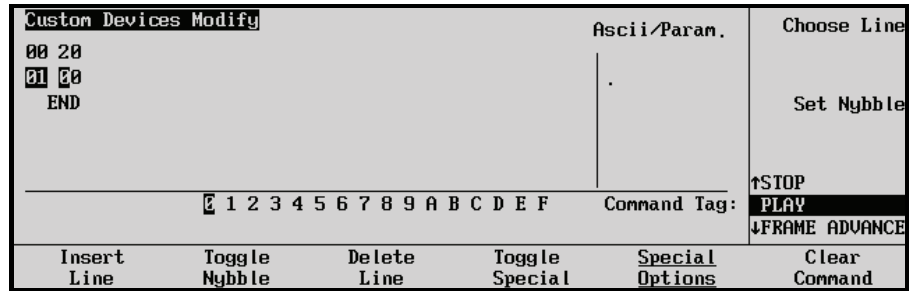 Custom Devices Modify
Ascii/Param.
Choose Line
00 20
01 00
.
END
Set Nybble
↑STOP
0 1 2 3 4 5 6 7 8 9 A B C D E F
Command Tag:
PLAY
↓FRAME ADVANCE
Insert Line
Toggle Nybble
Delete Line
Toggle Special
Special Options
Clear Command